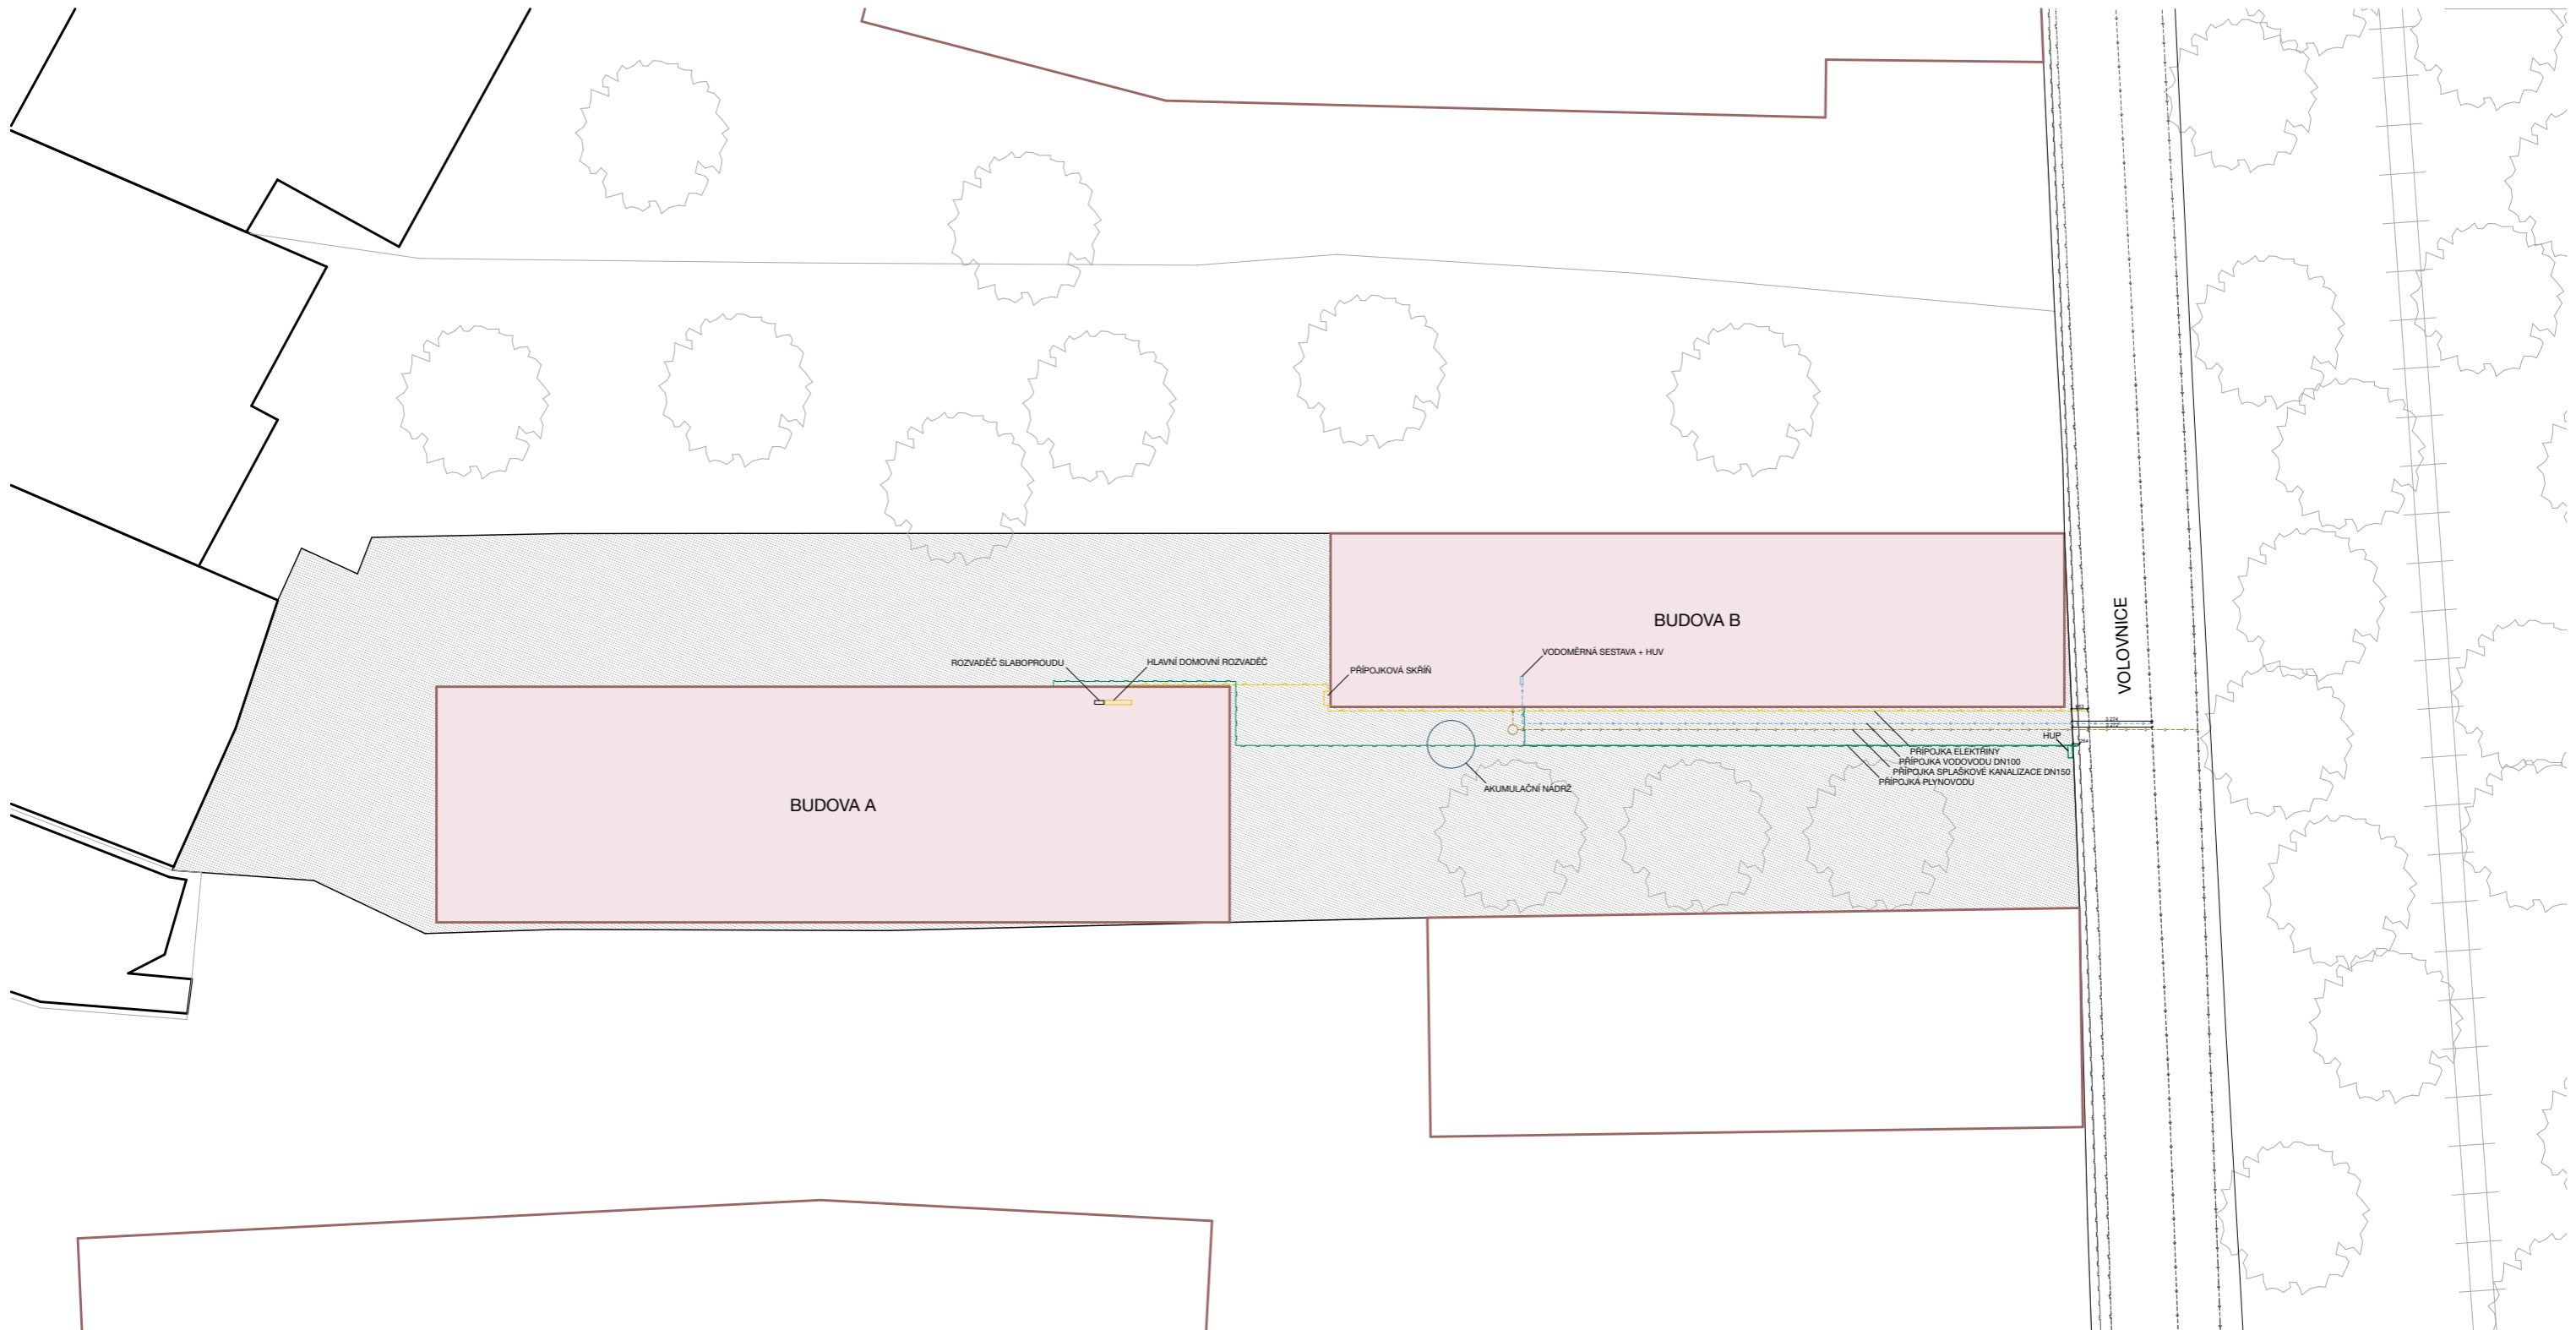 BUDOVA B
VOLOVNICE
VODOMĚRNÁ SESTAVA + HUV
ROZVADĚČ SLABOPROUDU
HLAVNÍ DOMOVNÍ ROZVADĚČ
PŘÍPOJKOVÁ SKŘÍŇ
HUP
PŘÍPOJKA ELEKTŘINY
PŘÍPOJKA VODOVODU DN100
PŘÍPOJKA SPLAŠKOVÉ KANALIZACE DN150
PŘÍPOJKA PLYNOVODU
AKUMULAČNÍ NÁDRŽ
BUDOVA A